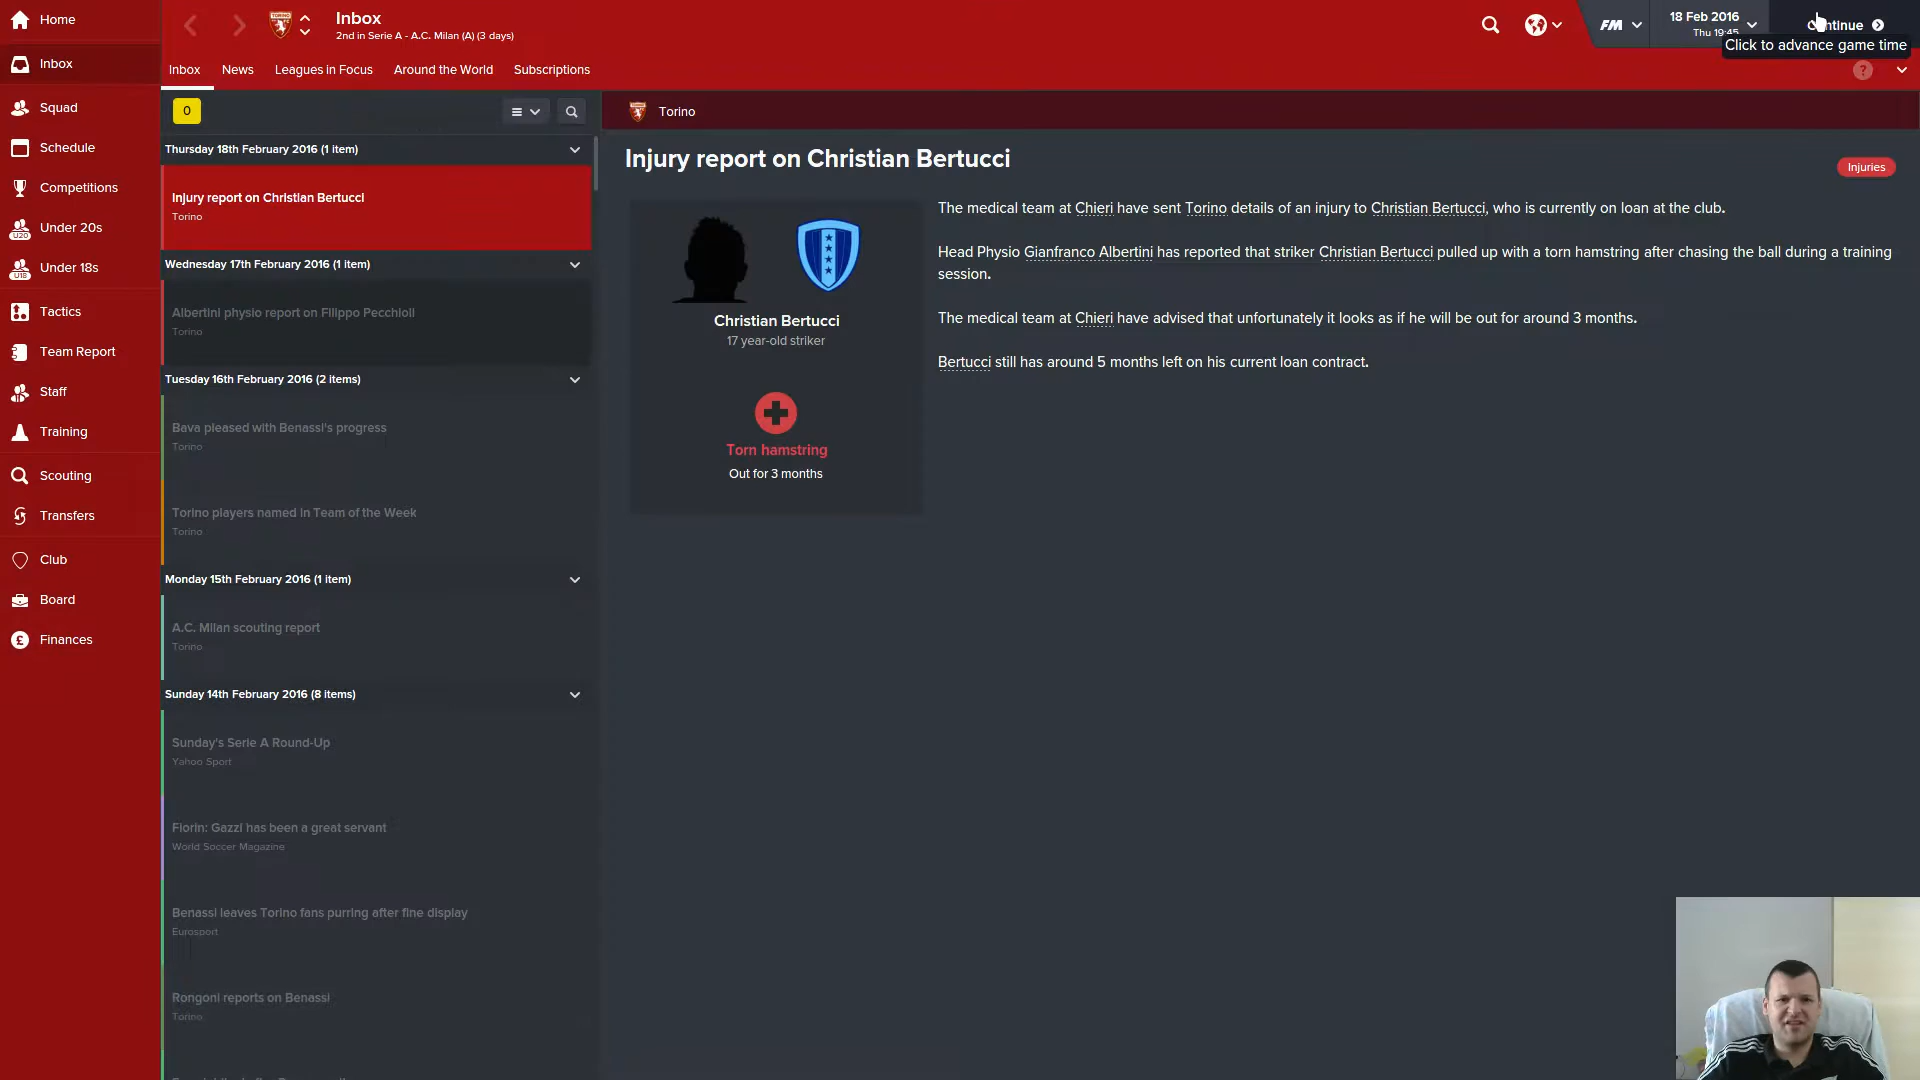 Home
Inbox
Squad
Schedule
Competitions
Under 20s
Under 18s
Tactics
Team Report
Staff
Training
Scouting
Transfers
Club
Board
Finances
Inbox
2nd in Serie A - A.C. Milan (A) (3 days)
FM
18 Feb 2016
Thu 19:45
Click to advance game time
Inbox News Leagues in Focus Around the World Subscriptions
0
Thursday 18th February 2016 (1 item)
Injury report on Christian Bertucci
Torino
Wednesday 17th February 2016 (1 item)
Albertini physio report on Filippo Pecchioli
Torino
Tuesday 16th February 2016 (2 items)
Bava pleased with Benassi's progress
Torino
Torino players named in Team of the Week
Torino
Monday 15th February 2016 (1 item)
A.C. Milan scouting report
Torino
Sunday 14th February 2016 (8 items)
Sunday's Serie A Round-Up
Yahoo Sport
Fiorin: Gazzi has been a great servant
World Soccer Magazine
Benassi leaves Torino fans purring after fine display
Eurosport
Rongoni reports on Benassi
Torino
Torino
Injury report on Christian Bertucci
Injuries
Christian Bertucci
17 year-old striker
Torn hamstring
Out for 3 months
The medical team at Chieri have sent Torino details of an injury to Christian Bertucci, who is currently on loan at the club.
Head Physio Gianfranco Albertini has reported that striker Christian Bertucci pulled up with a torn hamstring after chasing the ball during a training
session.
The medical team at Chieri have advised that unfortunately it looks as if he will be out for around 3 months.
Bertucci still has around 5 months left on his current loan contract.